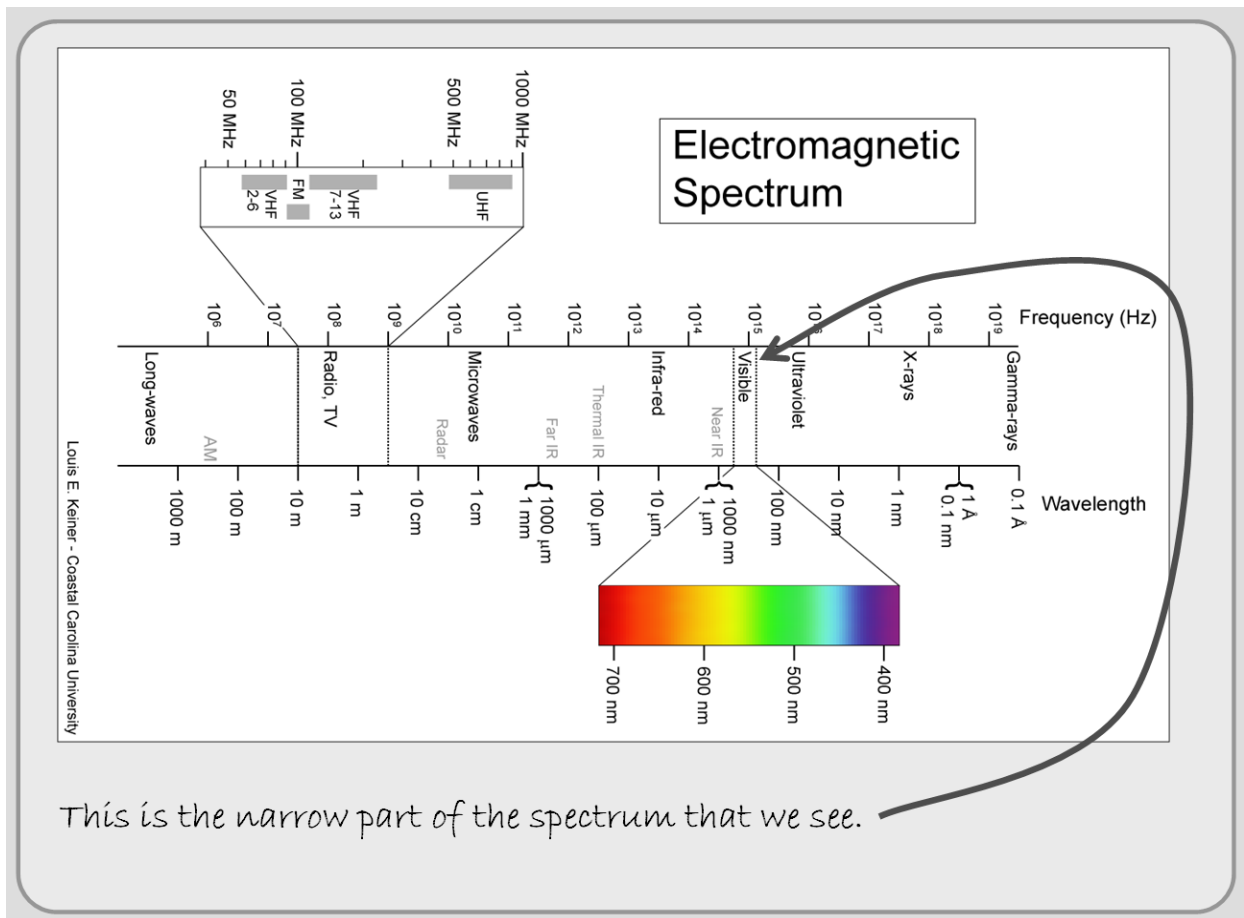 50 MHz
100 MHz
500 MHz
1000 MHz
VHF
2-6
FM
VHF
7-13
UHF
Electromagnetic
Spectrum
10⁶
10⁷
10⁸
10⁹
10¹⁰
10¹¹
10¹²
10¹³
10¹⁴
10¹⁵
10¹⁶
10¹⁷
10¹⁸
10¹⁹
Frequency (Hz)
Long-waves
Radio, TV
Microwaves
Infra-red
Visible
Ultraviolet
X-rays
Gamma-rays
AM
Radar
Far IR
Thermal IR
Near IR
1000 m
100 m
10 m
1 m
10 cm
1 cm
1000 µm
1 mm
100 µm
10 µm
1000 nm
1 µm
100 nm
10 nm
1 nm
1 Å
0.1 nm
0.1 Å
Wavelength
700 nm
600 nm
500 nm
400 nm
Louis E. Keiner - Coastal Carolina University
This is the narrow part of the spectrum that we see.